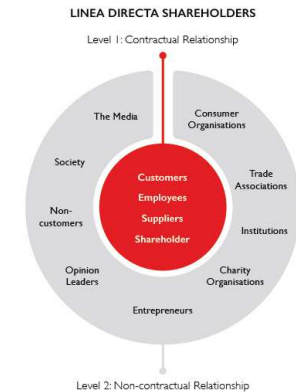 LINEA DIRECTA SHAREHOLDERS
Level 1: Contractual Relationship
The Media
Consumer
Organisations
Society
Trade
Associations
Customers
Employees
Suppliers
Shareholder
Non-
customers
Institutions
Opinion
Leaders
Charity
Organisations
Entrepreneurs
Level 2: Non-contractual Relationship